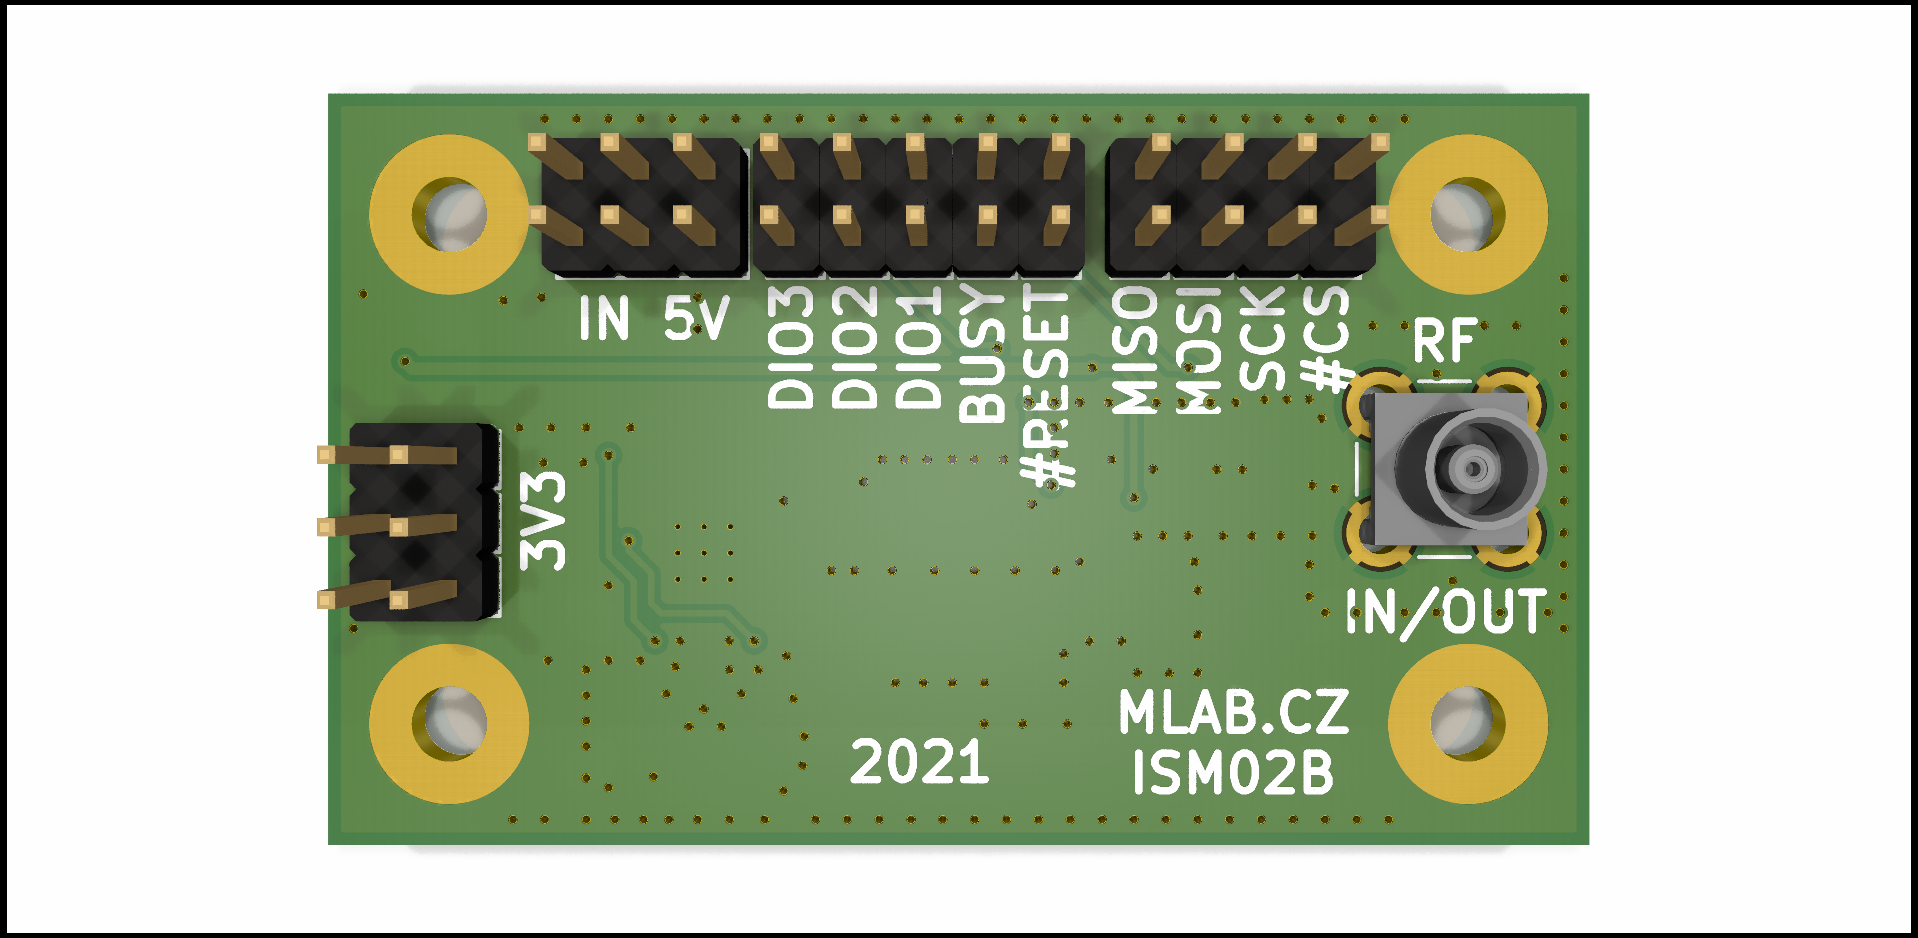 IN 5V
DIO3
DIO2
DIO1
BUSY
#RESET
MISO
MOSI
SCK
#CS
RF
3V3
IN/OUT
MLAB.CZ
ISM02B
2021